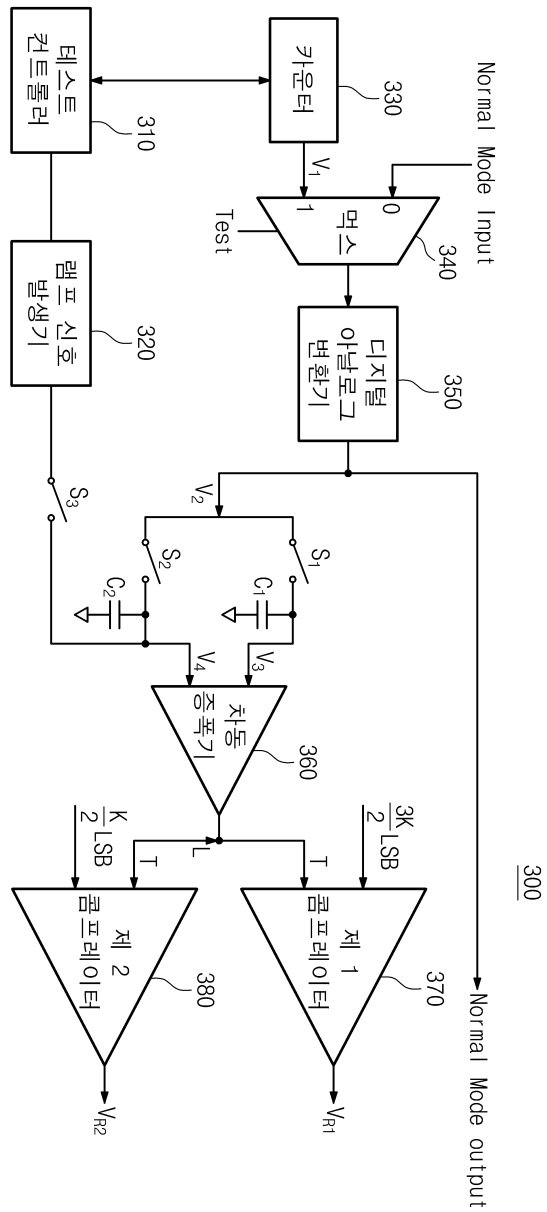 300
Normal Mode Input
Normal Mode output
카운터
330
V1
0
1
먹스
340
Test
디지털
아날로그
변환기
350
테스트
컨트롤러
310
램프 신호
발생기
320
V2
S1
S2
S3
C1
C2
V3
V4
차동
증폭기
360
L
T
T
3K
2
LSB
K
2
LSB
제 1
콤프레이터
370
제 2
콤프레이터
380
VR1
VR2